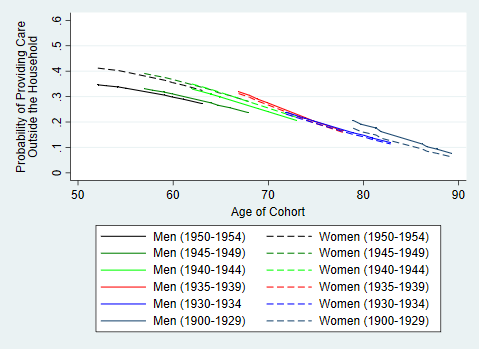 Probability of Providing Care
Outside the Household
.6
.5
.4
.3
.2
.1
0
50 60 70 80 90
Age of Cohort
Men (1950-1954) Women (1950-1954)
Men (1945-1949) Women (1945-1949)
Men (1940-1944) Women (1940-1944)
Men (1935-1939) Women (1935-1939)
Men (1930-1934 Women (1930-1934)
Men (1900-1929) Women (1900-1929)